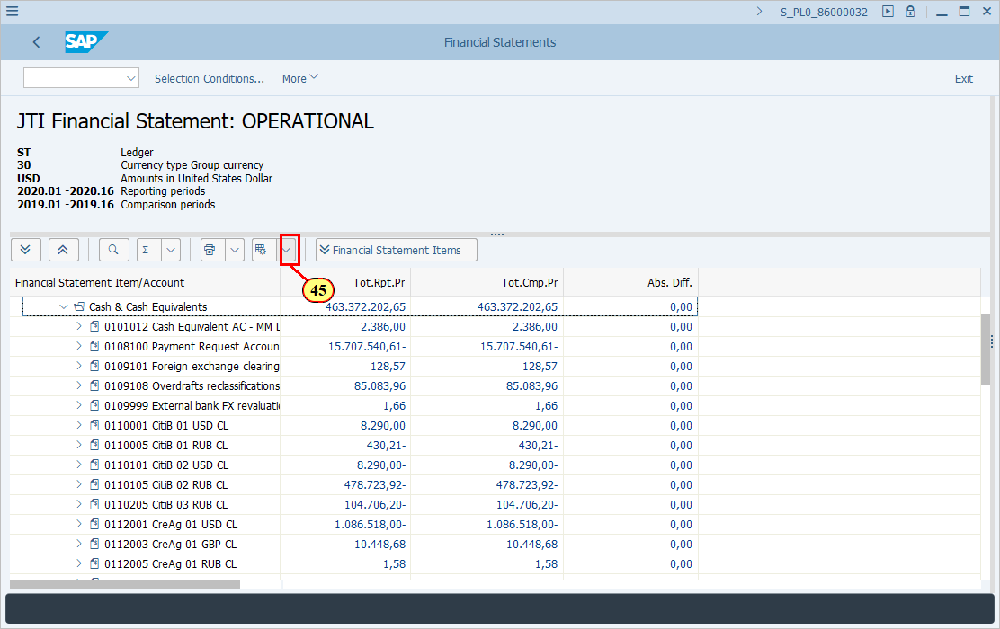 S_PL0_86000032
SAP
Financial Statements
Selection Conditions...
More
Exit
JTI Financial Statement: OPERATIONAL
ST Ledger
30 Currency type Group currency
USD Amounts in United States Dollar
2020.01 -2020.16 Reporting periods
2019.01 -2019.16 Comparison periods
Σ
Financial Statement Items
45
Financial Statement Item/Account Tot.Rpt.Pr Tot.Cmp.Pr Abs. Diff.
Cash & Cash Equivalents 463.372.202,65 463.372.202,65 0,00
0101012 Cash Equivalent AC - MM D 2.386,00 2.386,00 0,00
0108100 Payment Request Accoun 15.707.540,61- 15.707.540,61- 0,00
0109101 Foreign exchange clearing 128,57 128,57 0,00
0109108 Overdrafts reclassifications 85.083,96 85.083,96 0,00
0109999 External bank FX revaluati 1,66 1,66 0,00
0110001 CitiB 01 USD CL 8.290,00 8.290,00 0,00
0110005 CitiB 01 RUB CL 430,21- 430,21- 0,00
0110101 CitiB 02 USD CL 8.290,00- 8.290,00- 0,00
0110105 CitiB 02 RUB CL 478.723,92- 478.723,92- 0,00
0110205 CitiB 03 RUB CL 104.706,20- 104.706,20- 0,00
0112001 CreAg 01 USD CL 1.086.518,00- 1.086.518,00- 0,00
0112003 CreAg 01 GBP CL 10.448,68 10.448,68 0,00
0112005 CreAg 01 RUB CL 1,58 1,58 0,00